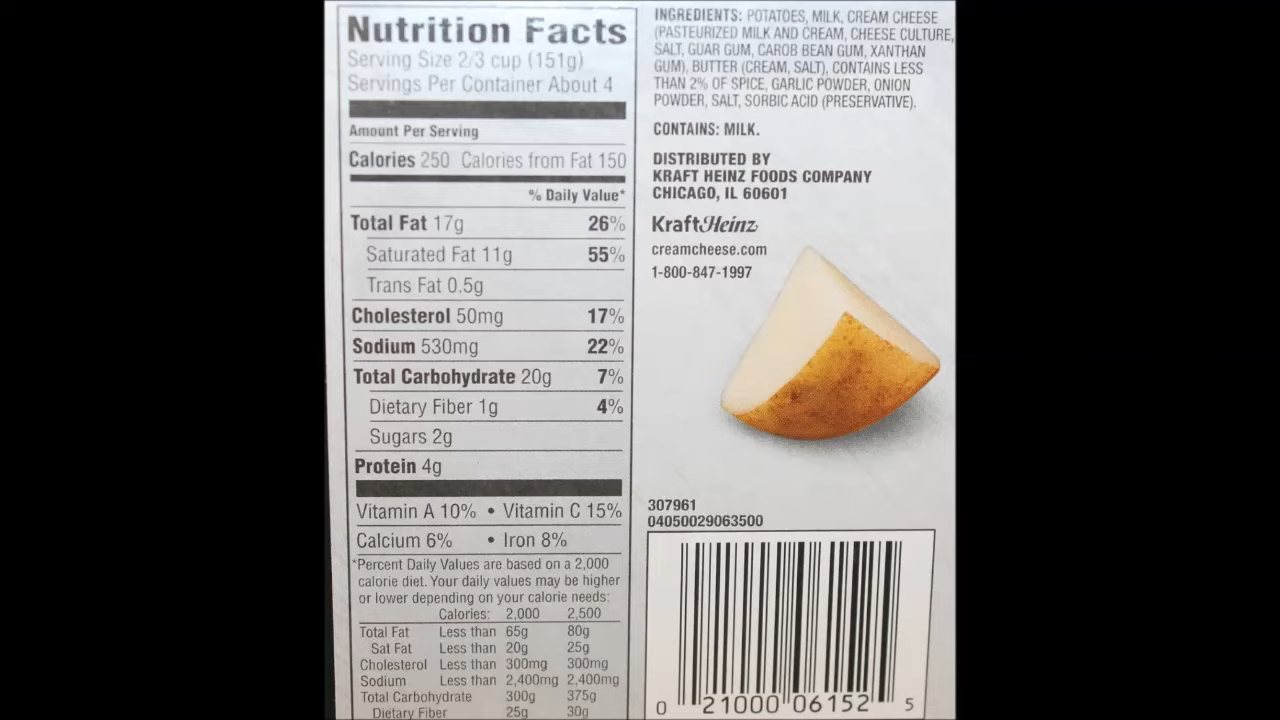 Nutrition Facts
Serving Size 2/3 cup (151g)
Servings Per Container About 4
Amount Per Serving
Calories 250 Calories from Fat 150
% Daily Value*
Total Fat 17g 26%
Saturated Fat 11g 55%
Trans Fat 0.5g
Cholesterol 50mg 17%
Sodium 530mg 22%
Total Carbohydrate 20g 7%
Dietary Fiber 1g 4%
Sugars 2g
Protein 4g
Vitamin A 10% • Vitamin C 15%
Calcium 6% • Iron 8%
*Percent Daily Values are based on a 2,000
calorie diet. Your daily values may be higher
or lower depending on your calorie needs:
Calories: 2,000 2,500
Total Fat Less than 65g 80g
Sat Fat Less than 20g 25g
Cholesterol Less than 300mg 300mg
Sodium Less than 2,400mg 2,400mg
Total Carbohydrate 300g 375g
Dietary Fiber 25g 30g
INGREDIENTS: POTATOES, MILK, CREAM CHEESE
(PASTEURIZED MILK AND CREAM, CHEESE CULTURE,
SALT, GUAR GUM, CAROB BEAN GUM, XANTHAN
GUM), BUTTER (CREAM, SALT), CONTAINS LESS
THAN 2% OF SPICE, GARLIC POWDER, ONION
POWDER, SALT, SORBIC ACID (PRESERVATIVE).
CONTAINS: MILK.
DISTRIBUTED BY
KRAFT HEINZ FOODS COMPANY
CHICAGO, IL 60601
KraftHeinz
creamcheese.com
1-800-847-1997
307961
04050029063500
0 21000 06152 5